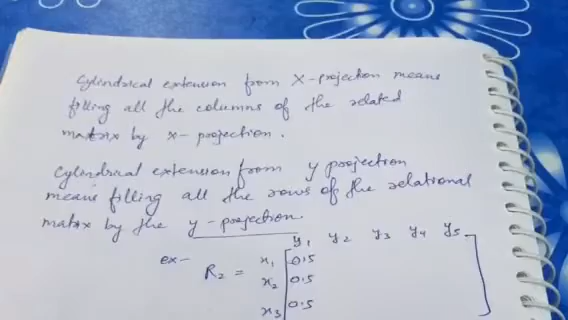 Cylindrical extension from X-projection means
filling all the columns of the related
matrix by x-projection.
Cylindrical extension from y projection
means filling all the rows of the relational
matrix by the y-projection.
y1 y2 y3 y4 y5
ex- R2 = x1 0.5
x2 0.5
x3 0.5